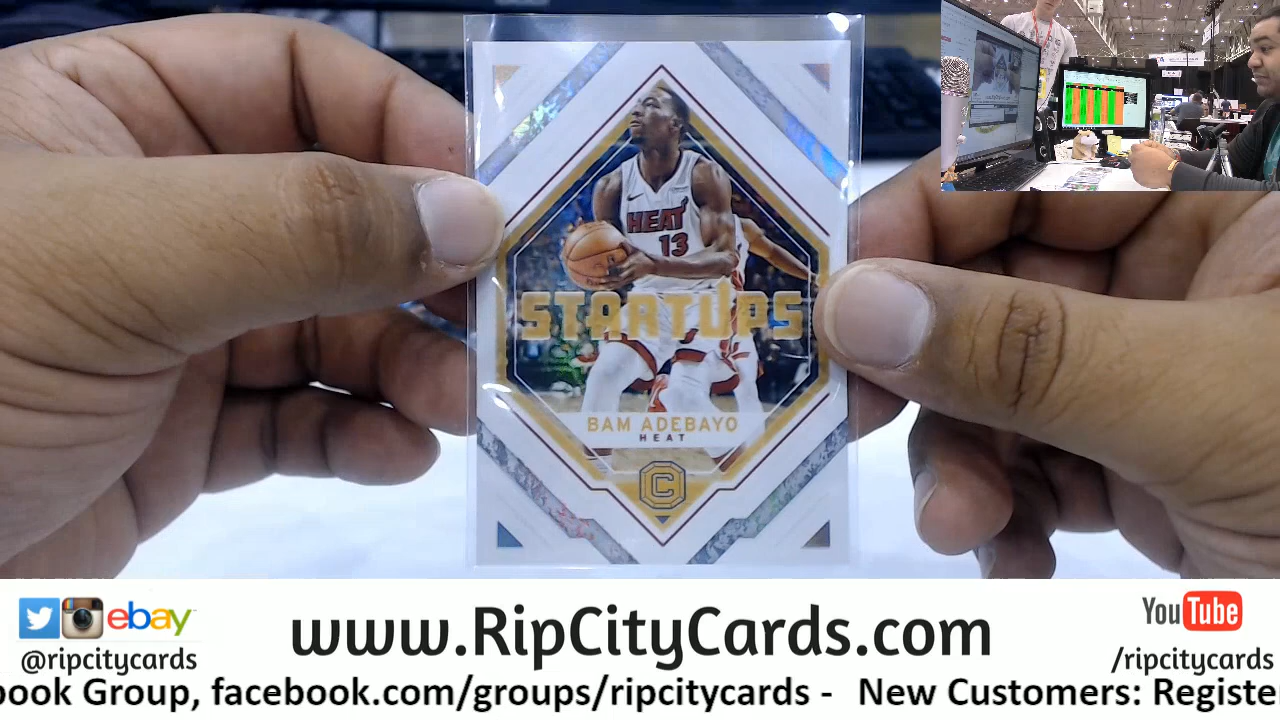 HEAT
13
STARTUPS
BAM ADEBAYO
HEAT
C
ebay
@ripcitycards
www.RipCityCards.com
YouTube
/ripcitycards
book Group, facebook.com/groups/ripcitycards - New Customers: Registe